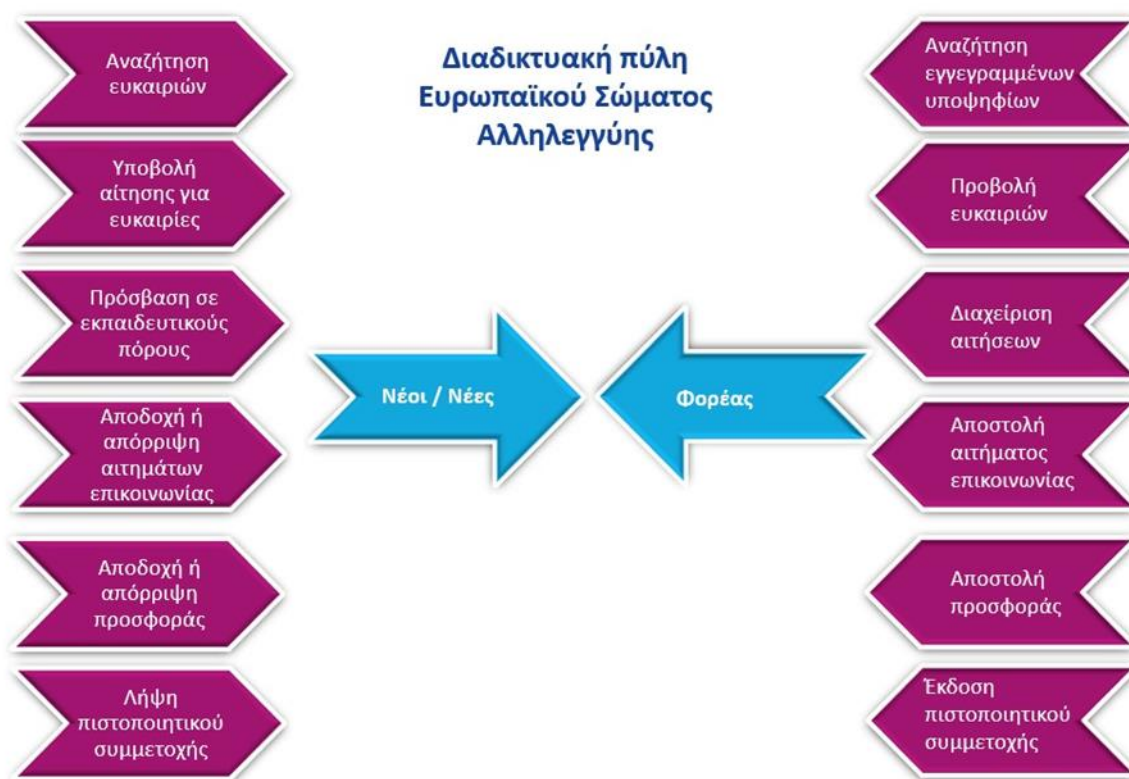 Διαδικτυακή πύλη
Ευρωπαϊκού Σώματος
Αλληλεγγύης
Αναζήτηση
ευκαιριών
Υποβολή
αίτησης για
ευκαιρίες
Πρόσβαση σε
εκπαιδευτικούς
πόρους
Αποδοχή ή
απόρριψη
αιτημάτων
επικοινωνίας
Αποδοχή ή
απόρριψη
προσφοράς
Λήψη
πιστοποιητικού
συμμετοχής
Νέοι / Νέες
Φορέας
Αναζήτηση
εγγεγραμμένων
υποψηφίων
Προβολή
ευκαιριών
Διαχείριση
αιτήσεων
Αποστολή
αιτήματος
επικοινωνίας
Αποστολή
προσφοράς
Έκδοση
πιστοποιητικού
συμμετοχής